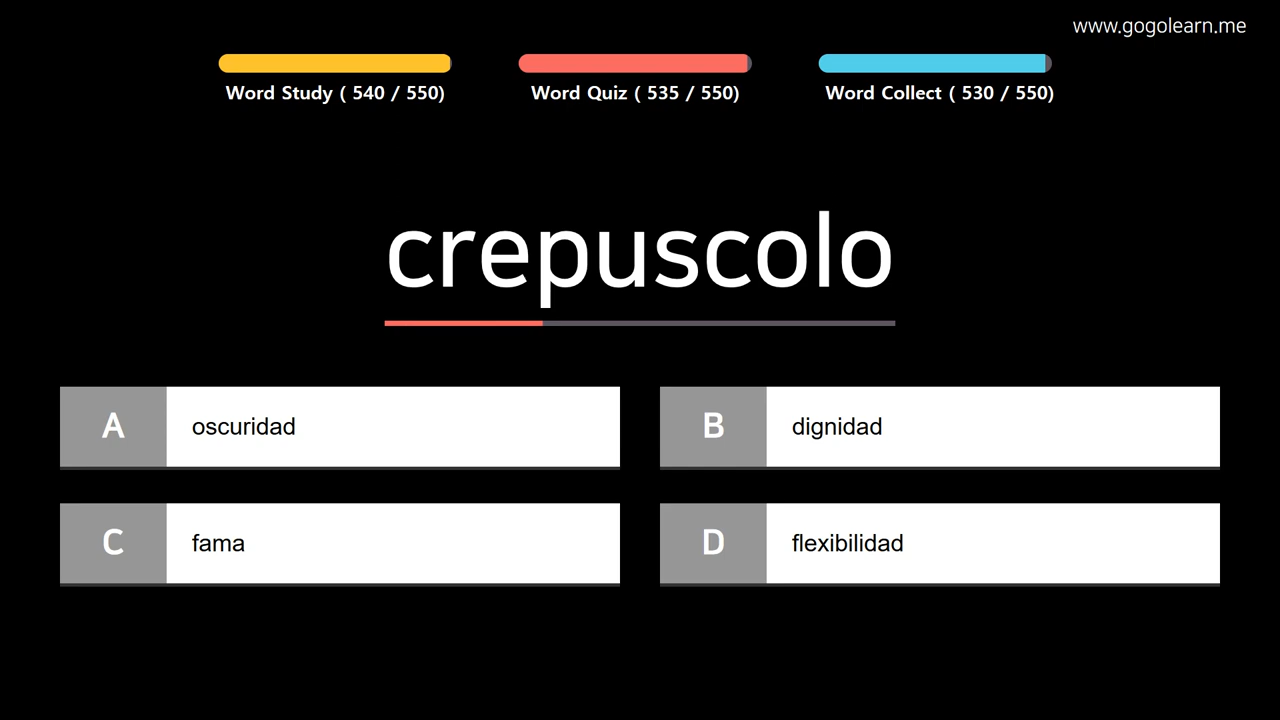 www.gogolearn.me
Word Study ( 540 / 550)
Word Quiz ( 535 / 550)
Word Collect ( 530 / 550)
crepuscolo
A
oscuridad
B
dignidad
C
fama
D
flexibilidad